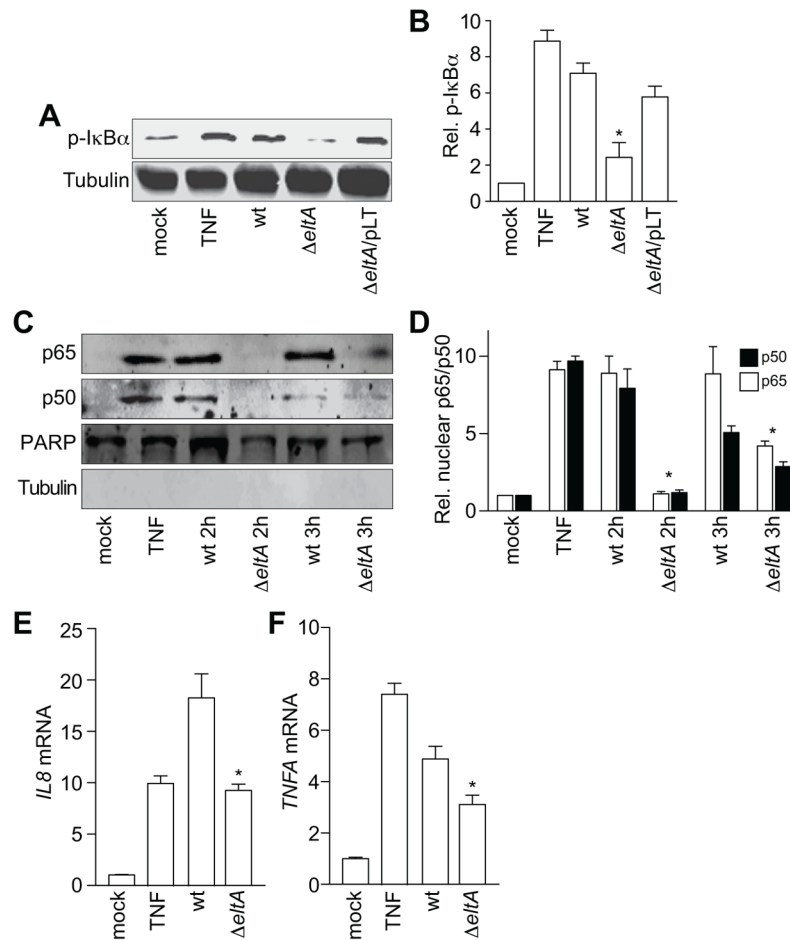 A
p-IκBα
Tubulin
mock
TNF
wt
ΔeltA
ΔeltA/pLT
B
Rel. p-IκBα
10
8
6
4
2
0
*
mock
TNF
wt
ΔeltA
ΔeltA/pLT
C
p65
p50
PARP
Tubulin
mock
TNF
wt 2h
ΔeltA 2h
wt 3h
ΔeltA 3h
D
Rel. nuclear p65/p50
10
5
0
p50
p65
*
*
mock
TNF
wt 2h
ΔeltA 2h
wt 3h
ΔeltA 3h
E
IL8 mRNA
25
20
15
10
5
0
*
mock
TNF
wt
ΔeltA
F
TNFA mRNA
10
8
6
4
2
0
*
mock
TNF
wt
ΔeltA